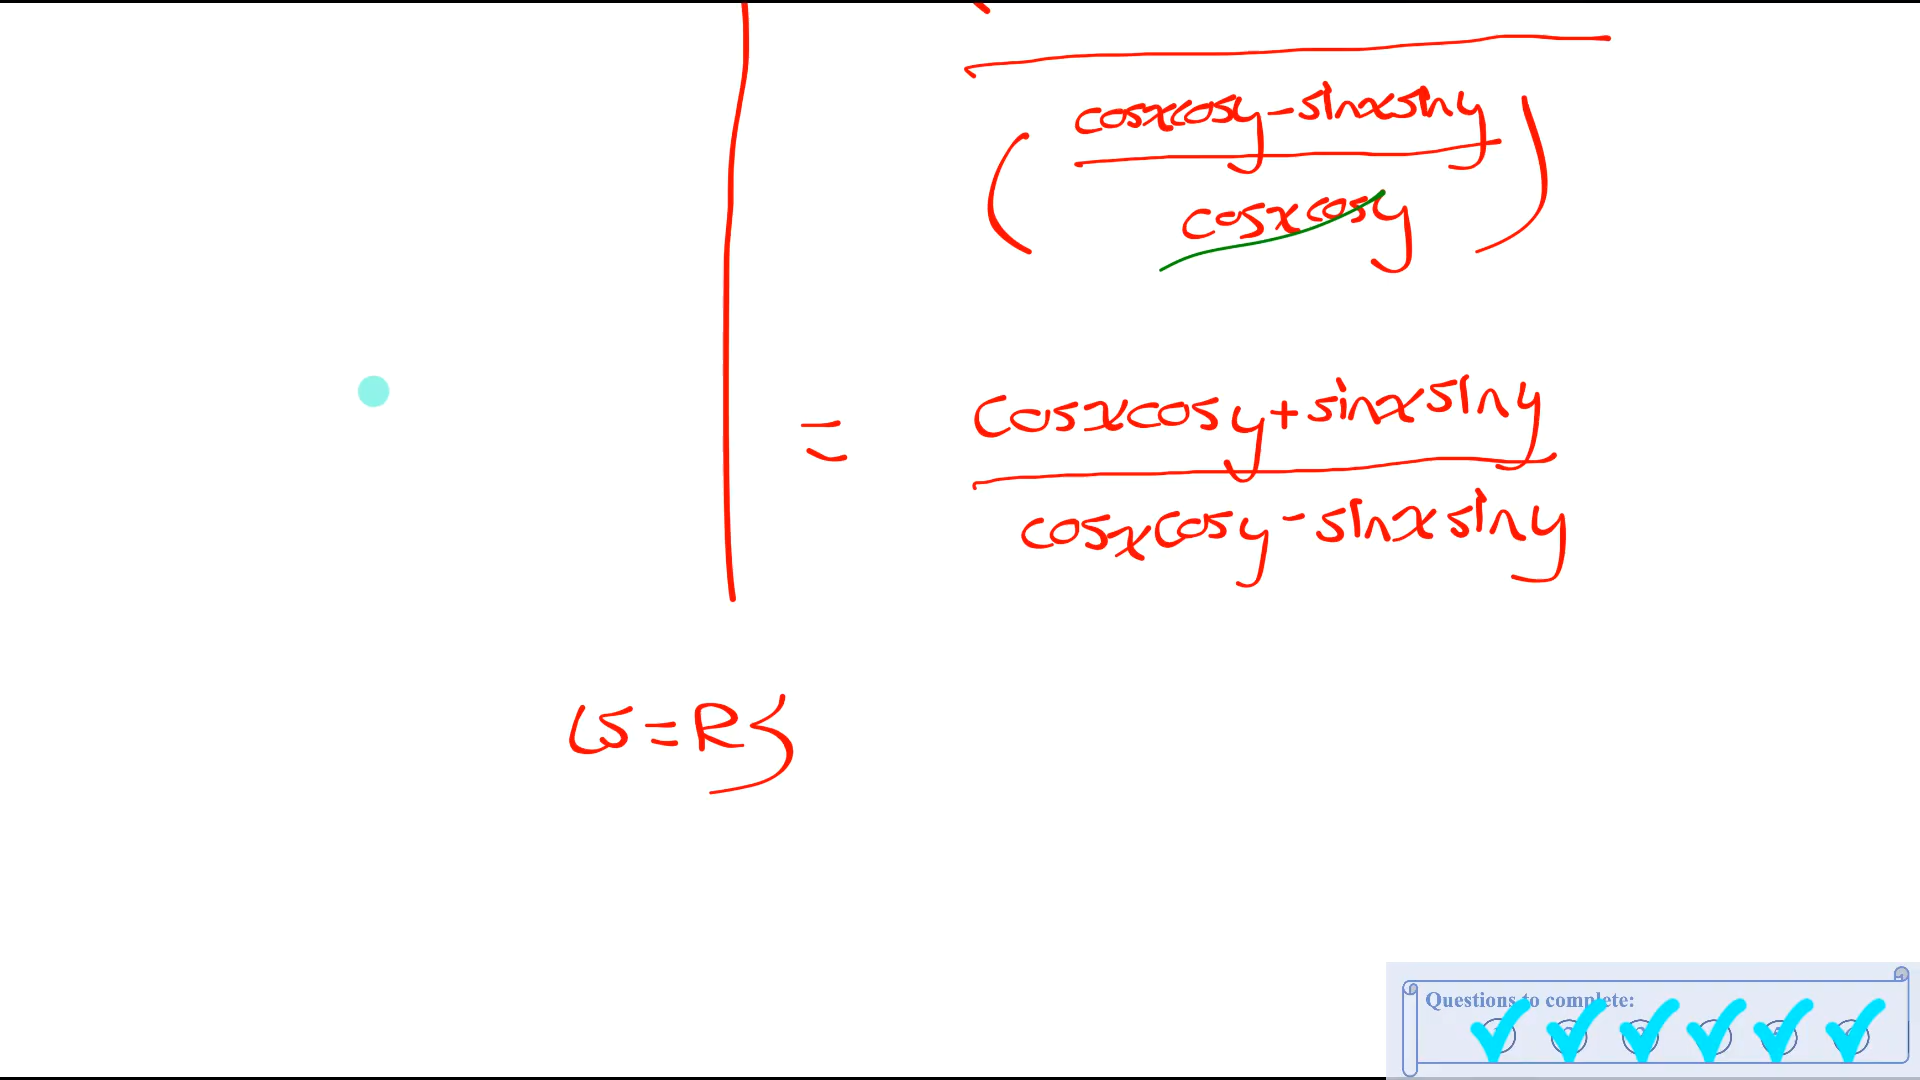 cosxcosy-sinxsiny
cosxcosy
= cosxcosy+sinxsiny
cosxcosy-sinxsiny
LS=RS
Questions to complete: